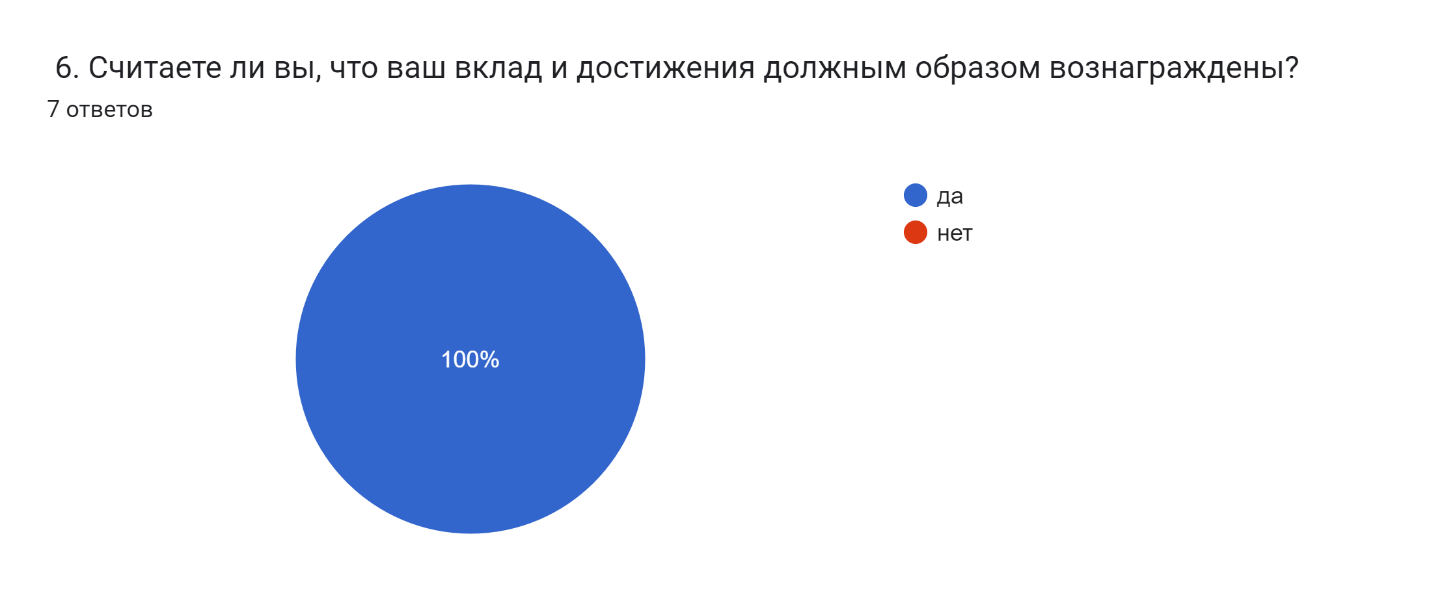 6. Считаете ли вы, что ваш вклад и достижения должным образом вознаграждены?
7 ответов
да
нет
100%